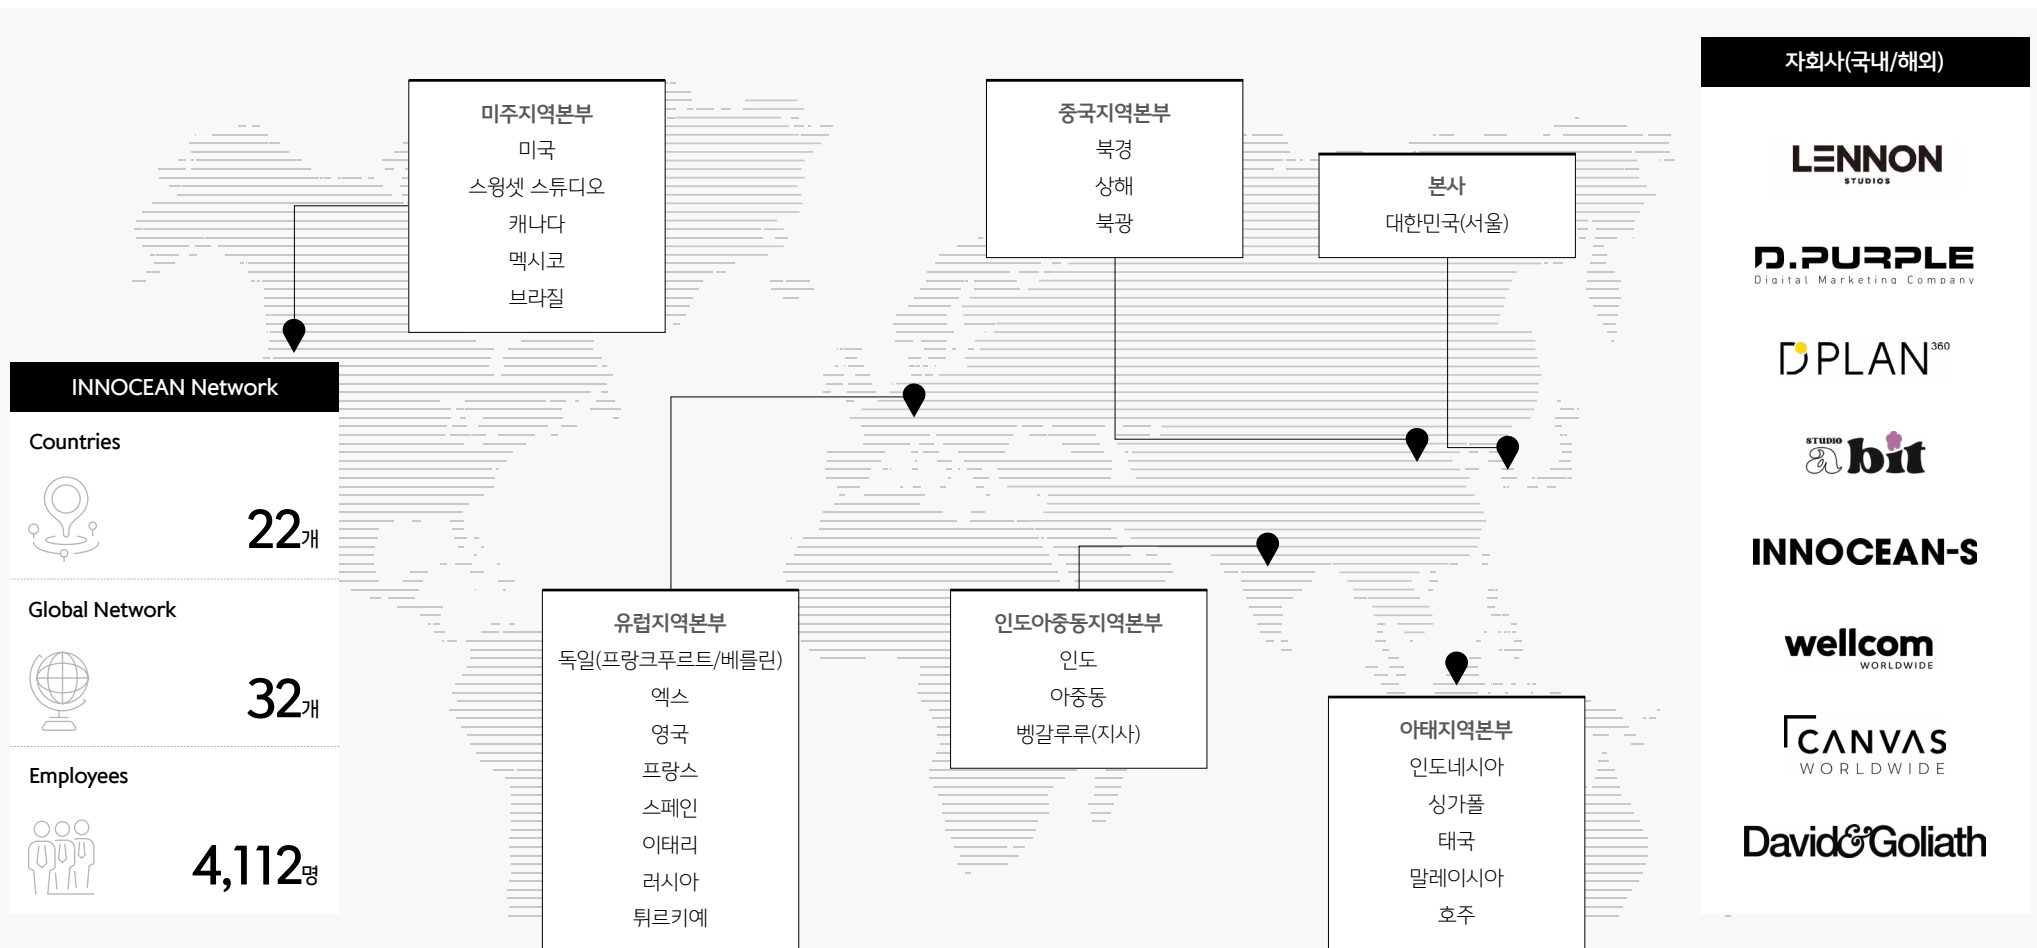 미주지역본부
미국
스윙셋 스튜디오
캐나다
멕시코
브라질
중국지역본부
북경
상해
북광
본사
대한민국(서울)
INNOCEAN Network
Countries
22개
Global Network
32개
Employees
4,112명
유럽지역본부
독일(프랑크푸르트/베를린)
엑스
영국
프랑스
스페인
이태리
러시아
튀르키예
인도아중동지역본부
인도
아중동
벵갈루루(지사)
아태지역본부
인도네시아
싱가폴
태국
말레이시아
호주
자회사(국내/해외)
LENNON
STUDIOS
D.PURPLE
Digital Marketing Company
DPLAN 360
STUDIO
a bit
INNOCEAN-S
wellcom
WORLDWIDE
CANVAS
WORLDWIDE
David&Goliath